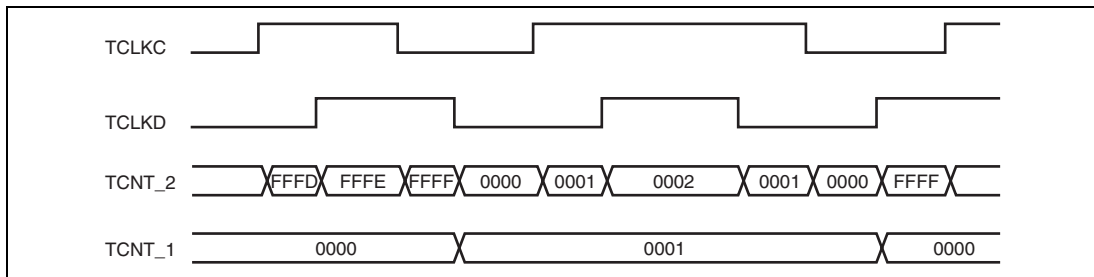 TCLKC
TCLKD
TCNT_2 FFFD FFFE FFFF 0000 0001 0002 0001 0000 FFFF
TCNT_1 0000 0001 0000